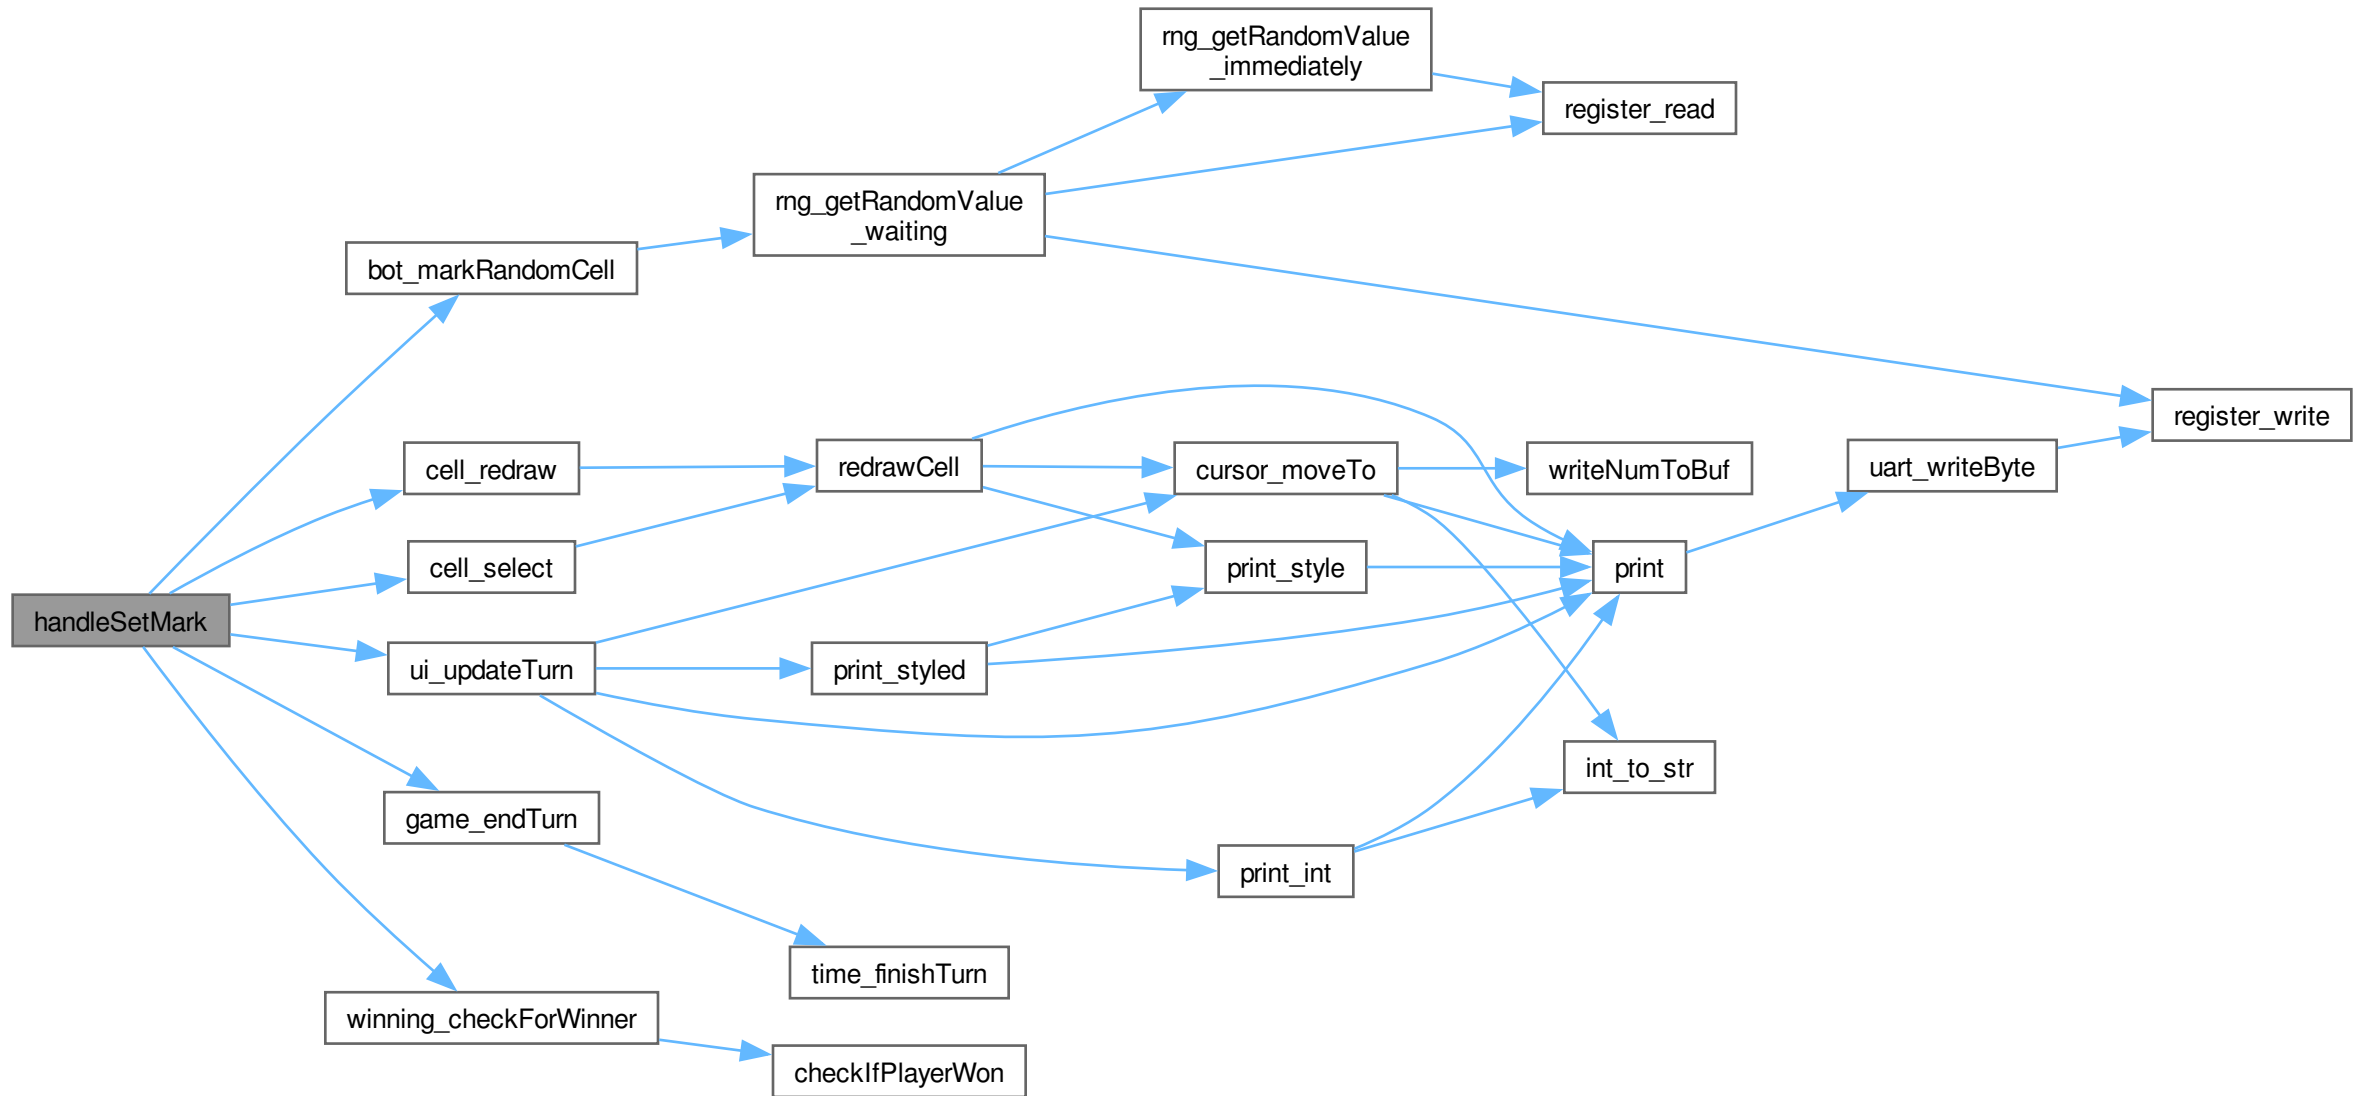 rng_getRandomValue
_immediately
register_read
rng_getRandomValue
_waiting
bot_markRandomCell
register_write
cell_redraw
redrawCell
cursor_moveTo
writeNumToBuf
uart_writeByte
cell_select
print_style
print
handleSetMark
ui_updateTurn
print_styled
int_to_str
game_endTurn
print_int
time_finishTurn
winning_checkForWinner
checkIfPlayerWon